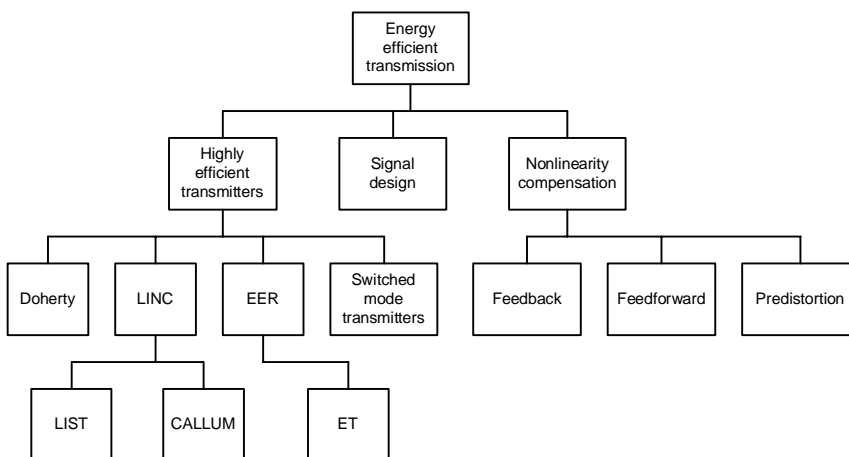 Energy
efficient
transmission
Highly
efficient
transmitters
Signal
design
Nonlinearity
compensation
Doherty
LINC
EER
Switched
mode
transmitters
Feedback
Feedforward
Predistortion
LIST
CALLUM
ET